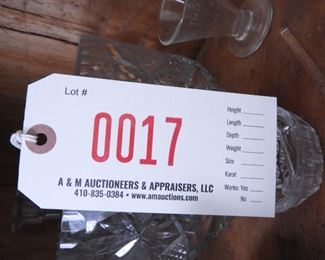 Lot #
0017
A & M AUCTIONEERS & APPRAISERS, LLC
410-835-0384 • www.amauctions.com
Height
Length
Depth
Weight
Size
Karat
Works: Yes
No